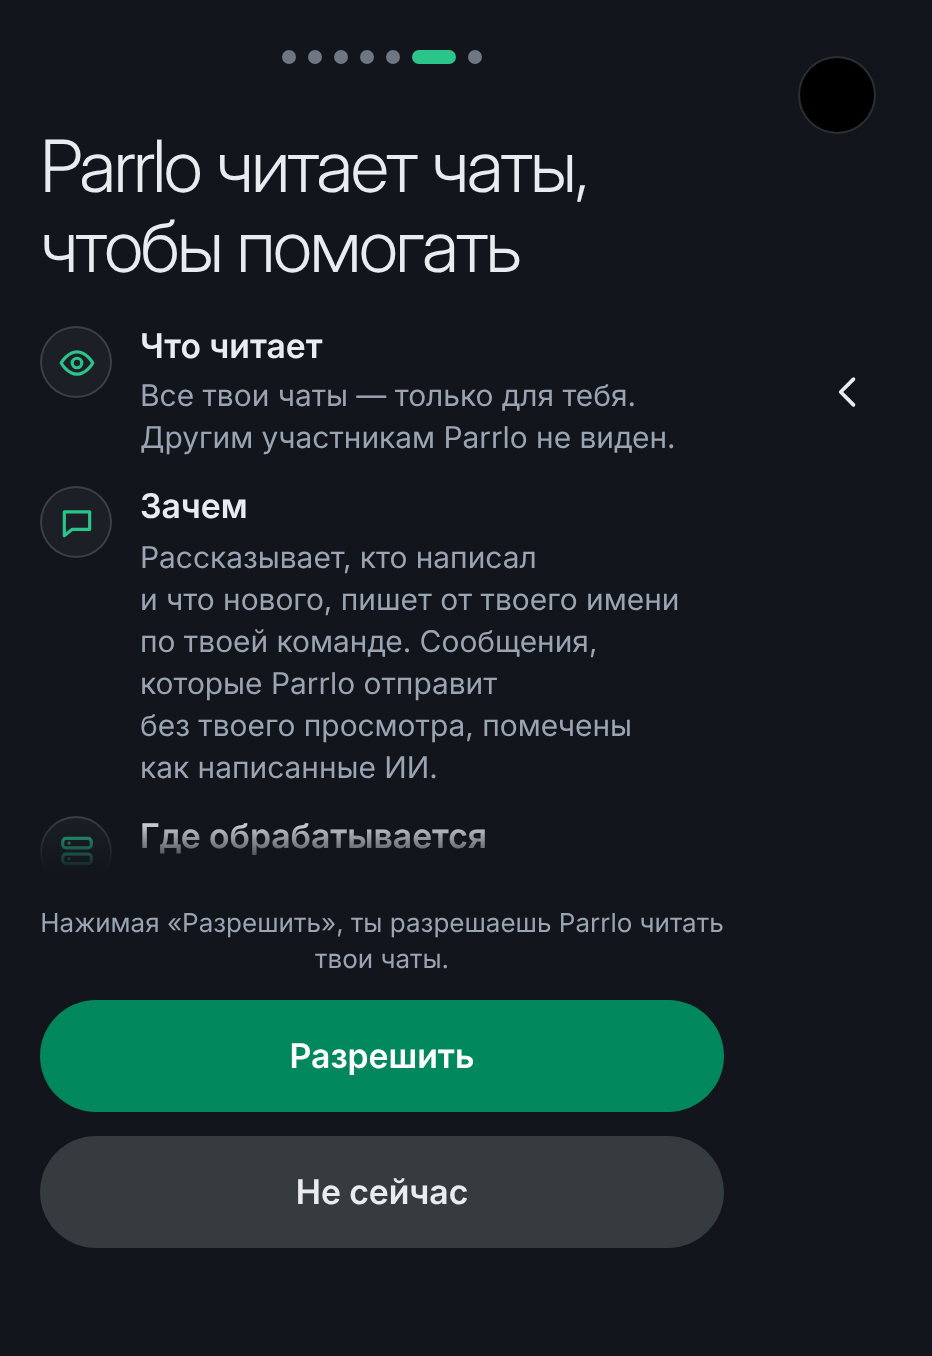 Parrlo читает чаты,
чтобы помогать
Что читает
Все твои чаты — только для тебя.
Другим участникам Parrlo не виден.
Зачем
Рассказывает, кто написал
и что нового, пишет от твоего имени
по твоей команде. Сообщения,
которые Parrlo отправит
без твоего просмотра, помечены
как написанные ИИ.
Где обрабатывается
Нажимая «Разрешить», ты разрешаешь Parrlo читать
твои чаты.
Разрешить
Не сейчас